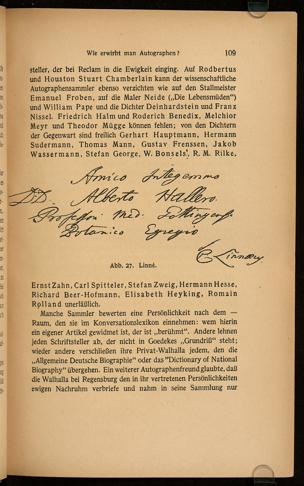 Wie erwirbt man Autographen? 109
steller, der bei Reclam in die Ewigkeit einging. Auf Rodbertus
und Houston Stuart Chamberlain kann der wissenschaftliche
Autographensammler ebenso verzichten wie auf den Stallmeister
Emanuel Froben, auf die Maler Neide („Die Lebensmüden“)
und William Pape und die Dichter Deinhardstein und Franz
Nissel. Friedrich Halm und Roderich Benedix, Melchior
Meyr und Theodor Mügge können fehlen; von den Dichtern
der Gegenwart sind freilich Gerhart Hauptmann, Hermann
Sudermann, Thomas Mann, Gustav Frenssen, Jakob
Wassermann, Stefan George, W. Bonsels, R. M. Rilke,
Amico Integerrimo
DD. Alberto Hallero
Professori Med. Gottingensi
Botanico Egregio
C Linnæus
Abb. 27. Linné.
Ernst Zahn, Carl Spitteler, Stefan Zweig, Hermann Hesse,
Richard Beer-Hofmann, Elisabeth Heyking, Romain
Rolland unerläßlich.
Manche Sammler bewerten eine Persönlichkeit nach dem —
Raum, den sie im Konversationslexikon einnehmen: wem hierin
ein eigener Artikel gewidmet ist, der ist „berühmt“. Andere lehnen
jeden Schriftsteller ab, der nicht in Goedekes „Grundriß“ steht;
wieder andere verschließen ihre Privat-Walhalla jedem, den die
„Allgemeine Deutsche Biographie“ oder das “Dictionary of National
Biography” übergehen. Ein weiterer Autographenfreund glaubte, daß
die Walhalla bei Regensburg den in ihr vertretenen Persönlichkeiten
ewigen Nachruhm verbriefe und nahm in seine Sammlung nur